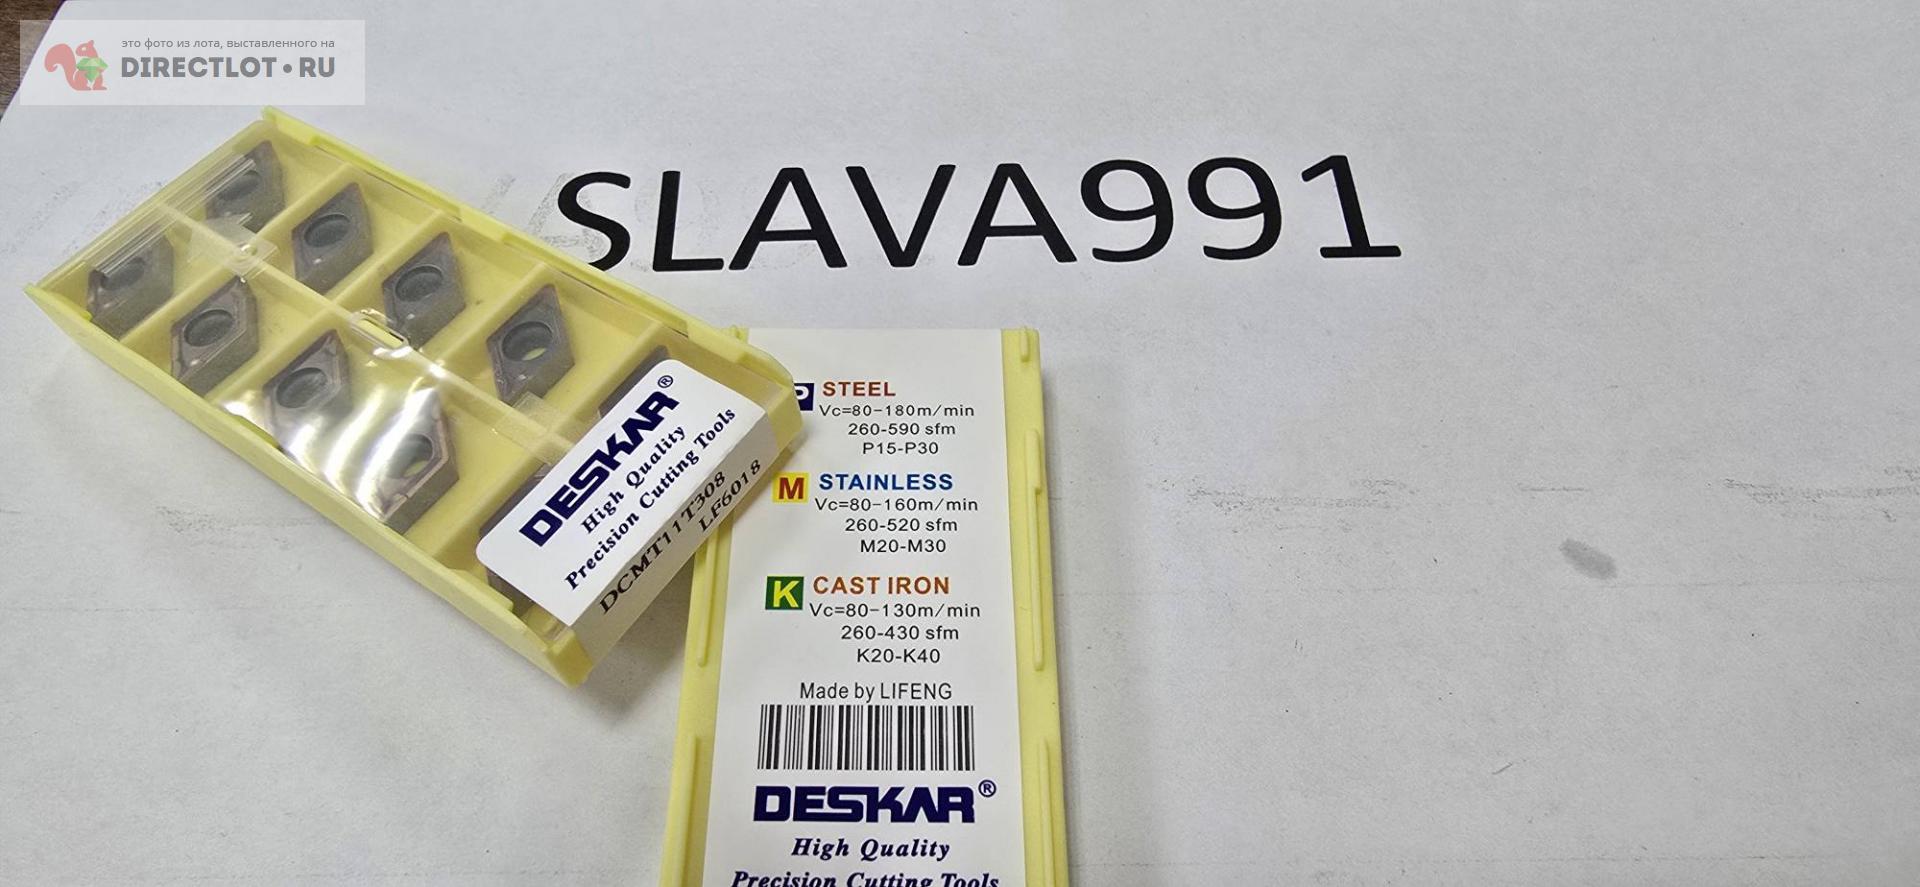 это фото из лота, выставленного на
DIRECTLOT•RU
SLAVA991
DESKAR®
High Quality
Precision Cutting Tools
DCMT11T308
LF6018
P STEEL
Vc=80-180m/min
260-590 sfm
P15-P30
M STAINLESS
Vc=80-160m/min
260-520 sfm
M20-M30
K CAST IRON
Vc=80-130m/min
260-430 sfm
K20-K40
Made by LIFENG
DESKAR®
High Quality
Precision Cutting Tools